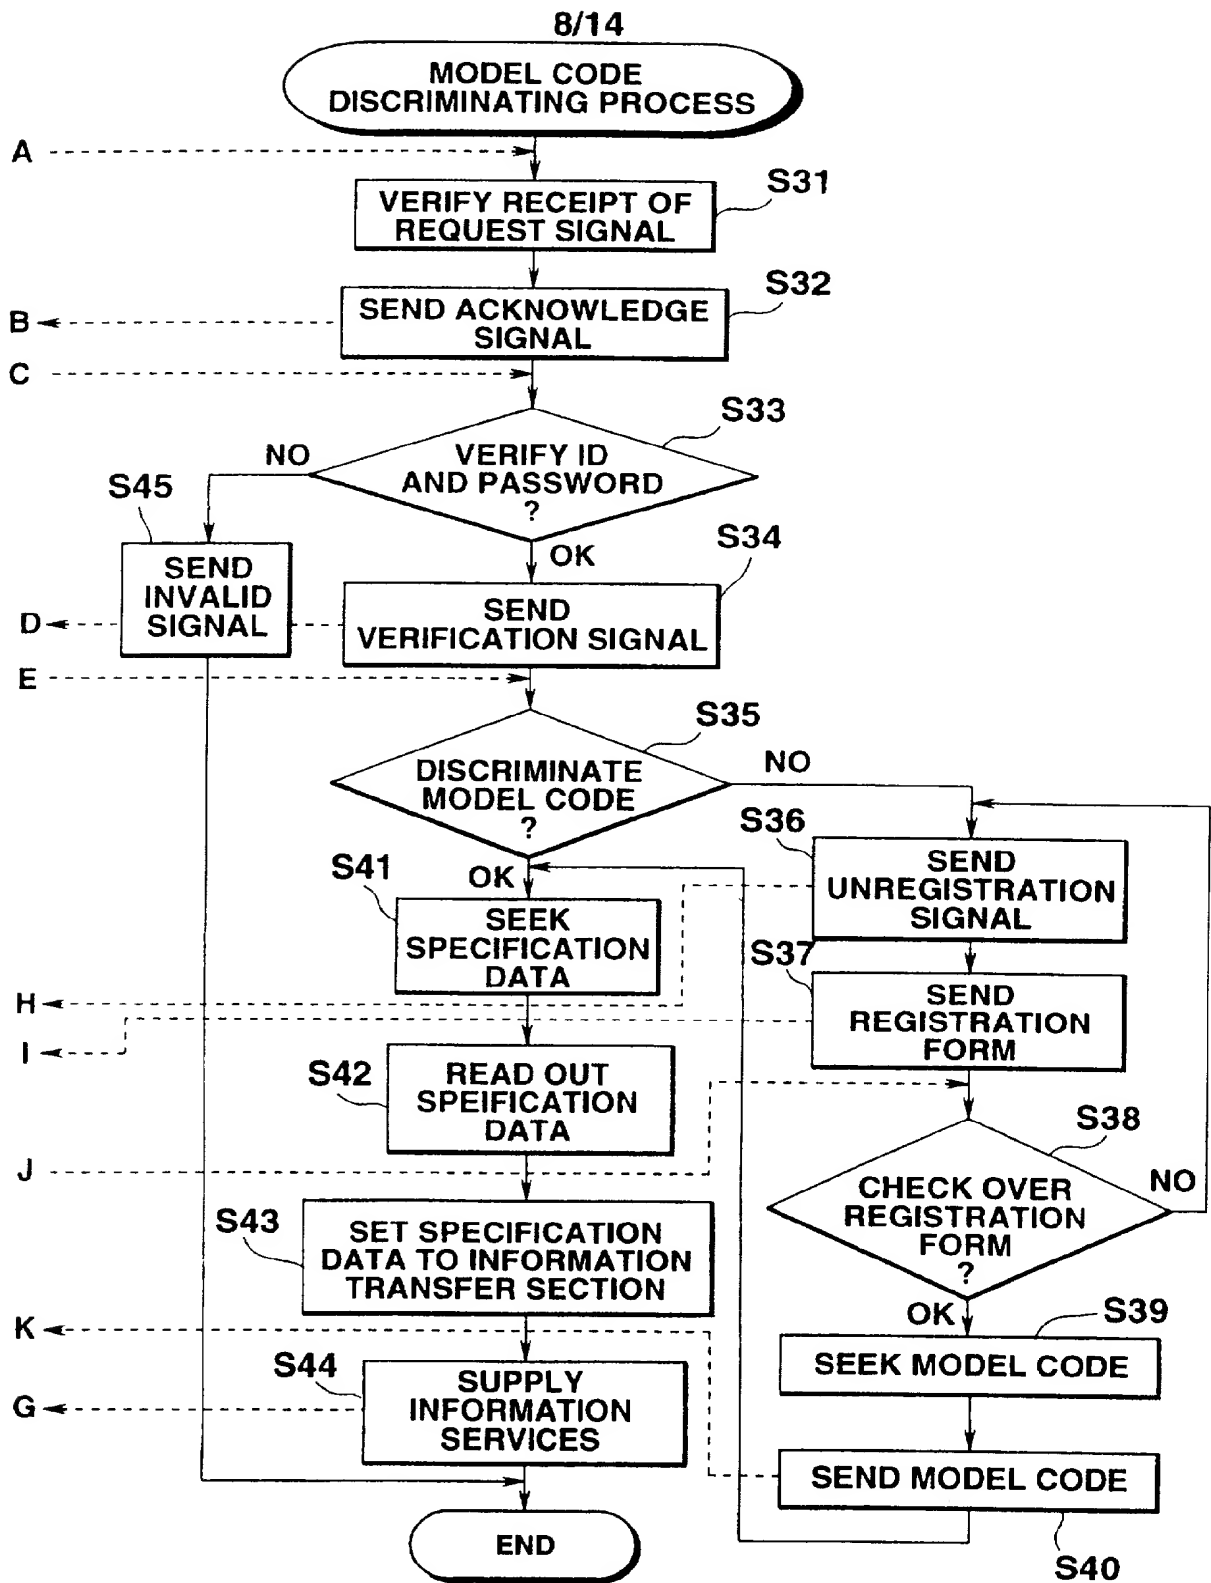 8/14
MODEL CODE
DISCRIMINATING PROCESS
A
S31
VERIFY RECEIPT OF
REQUEST SIGNAL
S32
SEND ACKNOWLEDGE
SIGNAL
B
C
S33
NO
VERIFY ID
AND PASSWORD
?
S45
OK
S34
SEND
INVALID
SIGNAL
SEND
VERIFICATION SIGNAL
D
E
S35
NO
DISCRIMINATE
MODEL CODE
?
S36
S41
OK
SEND
UNREGISTRATION
SIGNAL
SEEK
SPECIFICATION
DATA
S37
H
SEND
REGISTRATION
FORM
I
S42
READ OUT
SPEIFICATION
DATA
S38
J
NO
CHECK OVER
REGISTRATION
FORM
?
S43
SET SPECIFICATION
DATA TO INFORMATION
TRANSFER SECTION
OK
S39
K
SEEK MODEL CODE
S44
SUPPLY
INFORMATION
SERVICES
G
SEND MODEL CODE
END
S40